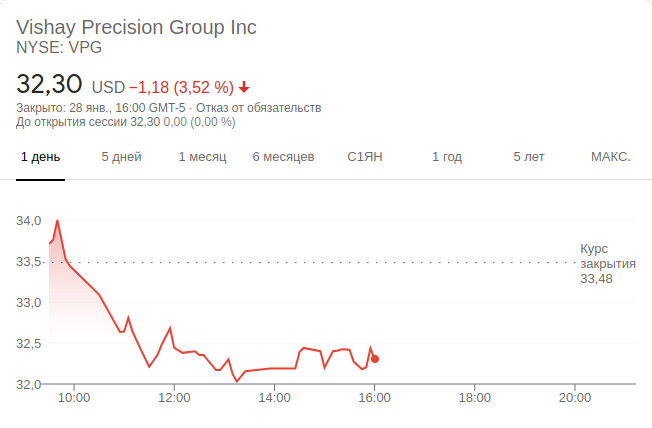 Vishay Precision Group Inc
NYSE: VPG
32,30 USD −1,18 (3,52 %)
Закрыто: 28 янв., 16:00 GMT-5 · Отказ от обязательств
До открытия сессии 32,30 0,00 (0,00 %)
1 день 5 дней 1 месяц 6 месяцев С1ЯН 1 год 5 лет МАКС.
34,0
33,5
33,0
32,5
32,0
Курс
закрытия
33,48
10:00 12:00 14:00 16:00 18:00 20:00